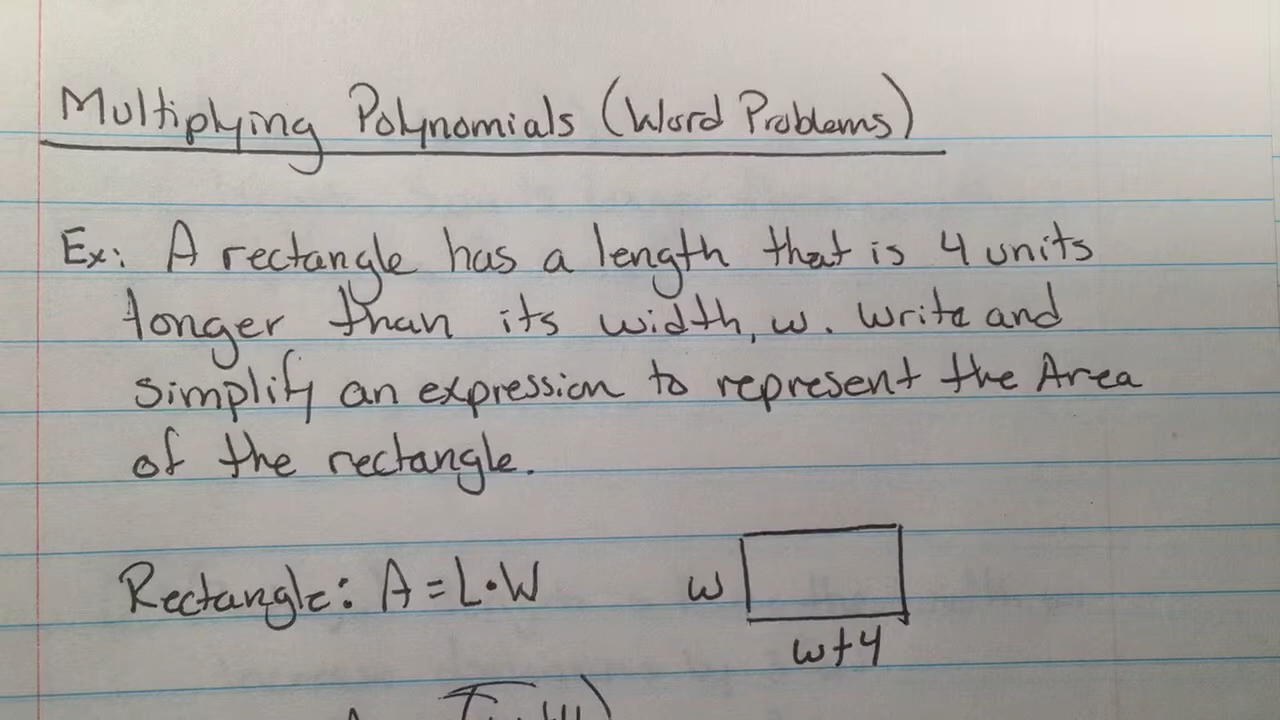 Multiplying Polynomials (Word Problems)
Ex: A rectangle has a length that is 4 units
longer than its width, w. Write and
simplify an expression to represent the Area
of the rectangle.
Rectangle: A = L·W
w
w+4